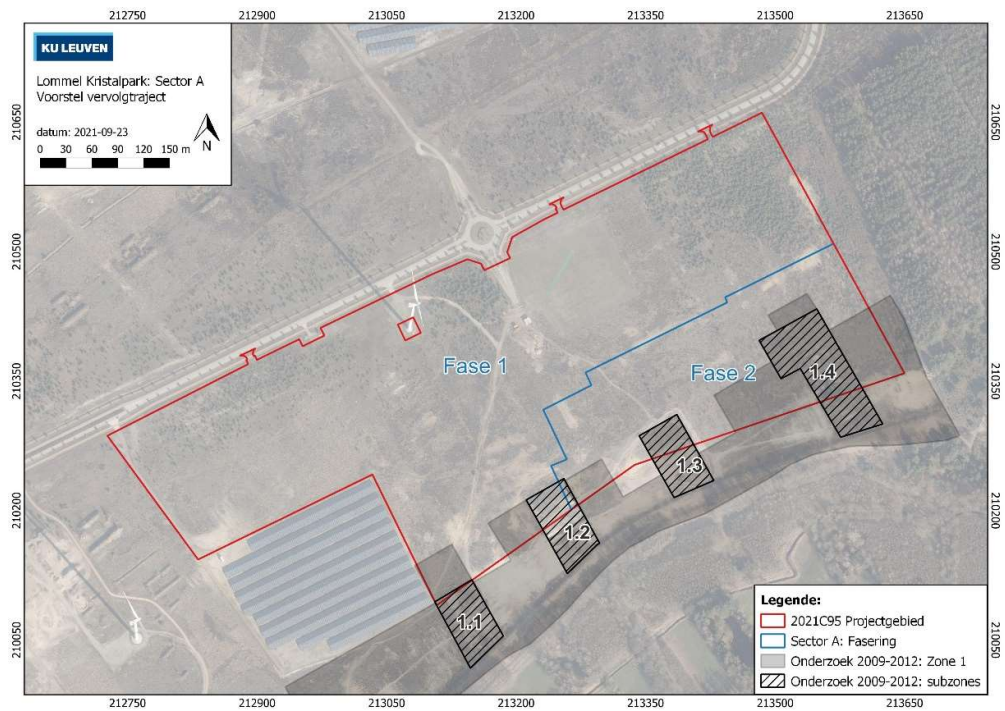 212750 212900 213050 213200 213350 213500 213650
KU LEUVEN
Lommel Kristalpark: Sector A
Voorstel vervolgtraject
datum: 2021-09-23
0 30 60 90 120 150 m
N
210650 210650
210500 210500
Fase 1
Fase 2
210350 210350
1.4
1.3
210200 210200
1.2
1.1
210050 210050
Legende:
2021C95 Projectgebied
Sector A: Fasering
Onderzoek 2009-2012: Zone 1
Onderzoek 2009-2012: subzones
212750 212900 213050 213200 213350 213500 213650